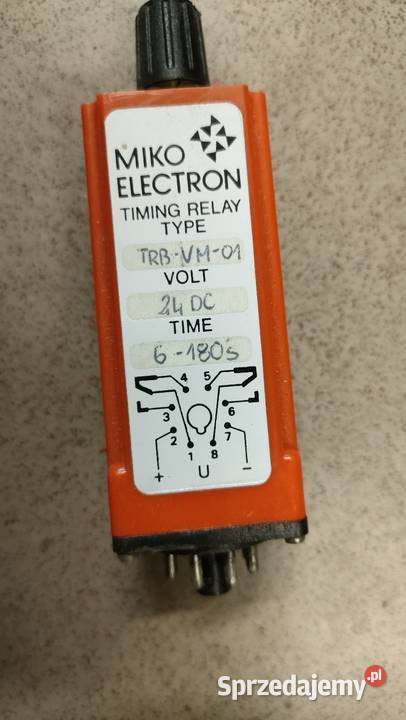 MIKO
ELECTRON
TIMING RELAY
TYPE
TRB-VM-01
VOLT
24 DC
TIME
6-180s
4 5
3 6
2 7
1 8
+ U −
Sprzedajemy.pl